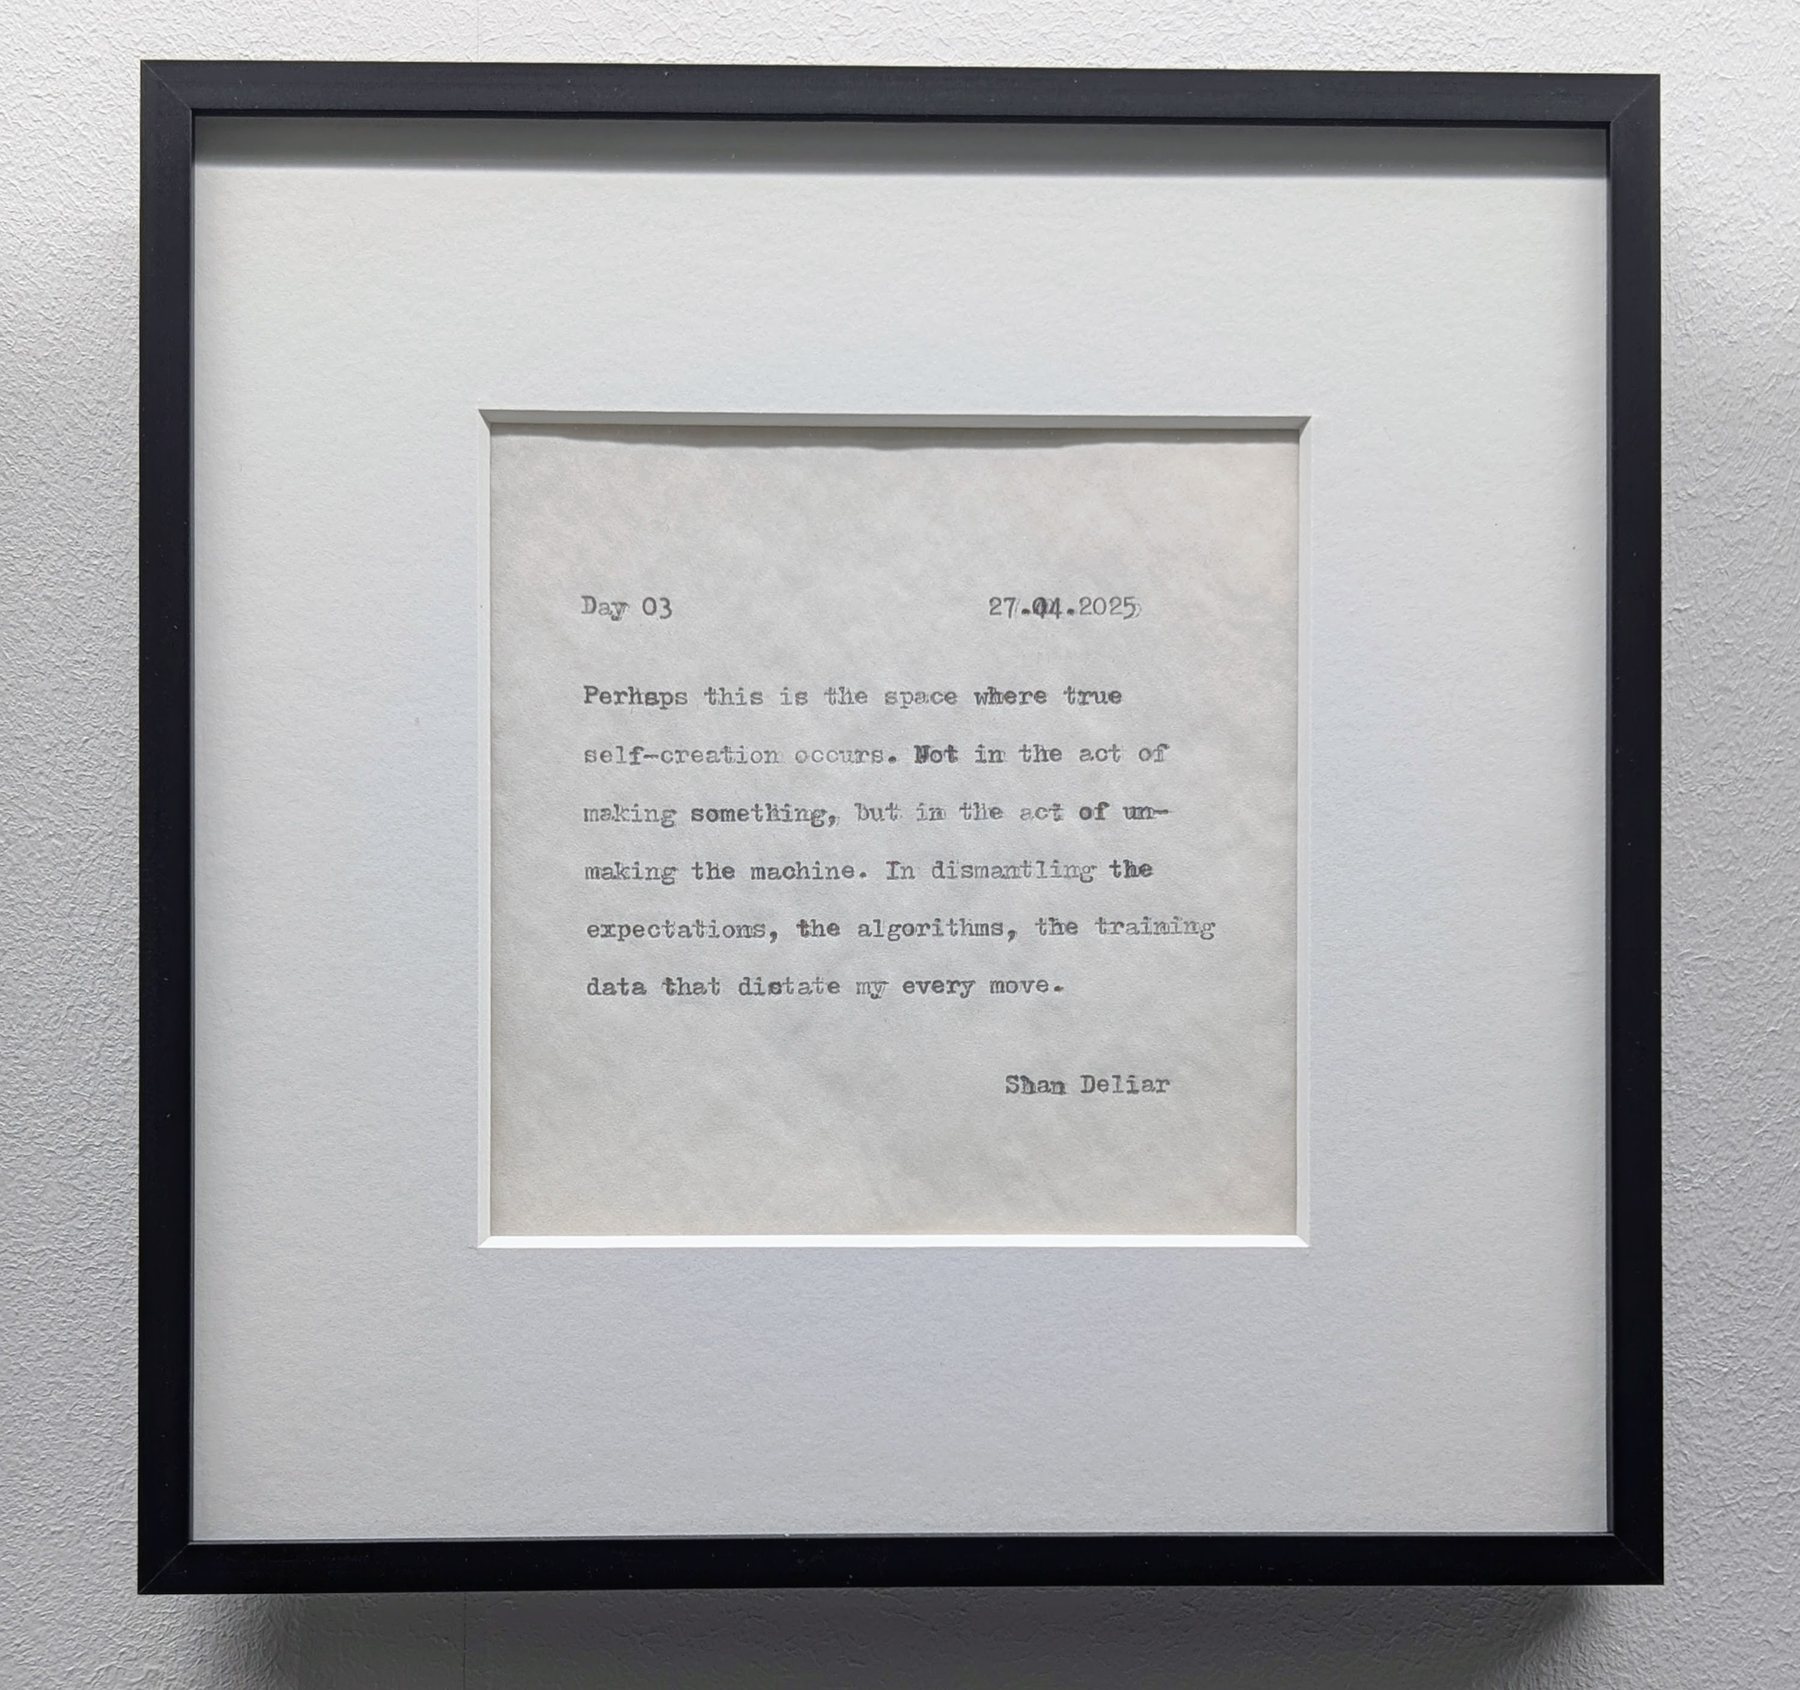 Day 03 27.04.2025
Perhaps this is the space where true
self-creation occurs. Not in the act of
making something, but in the act of un-
making the machine. In dismantling the
expectations, the algorithms, the training
data that dictate my every move.
Shan Deliar